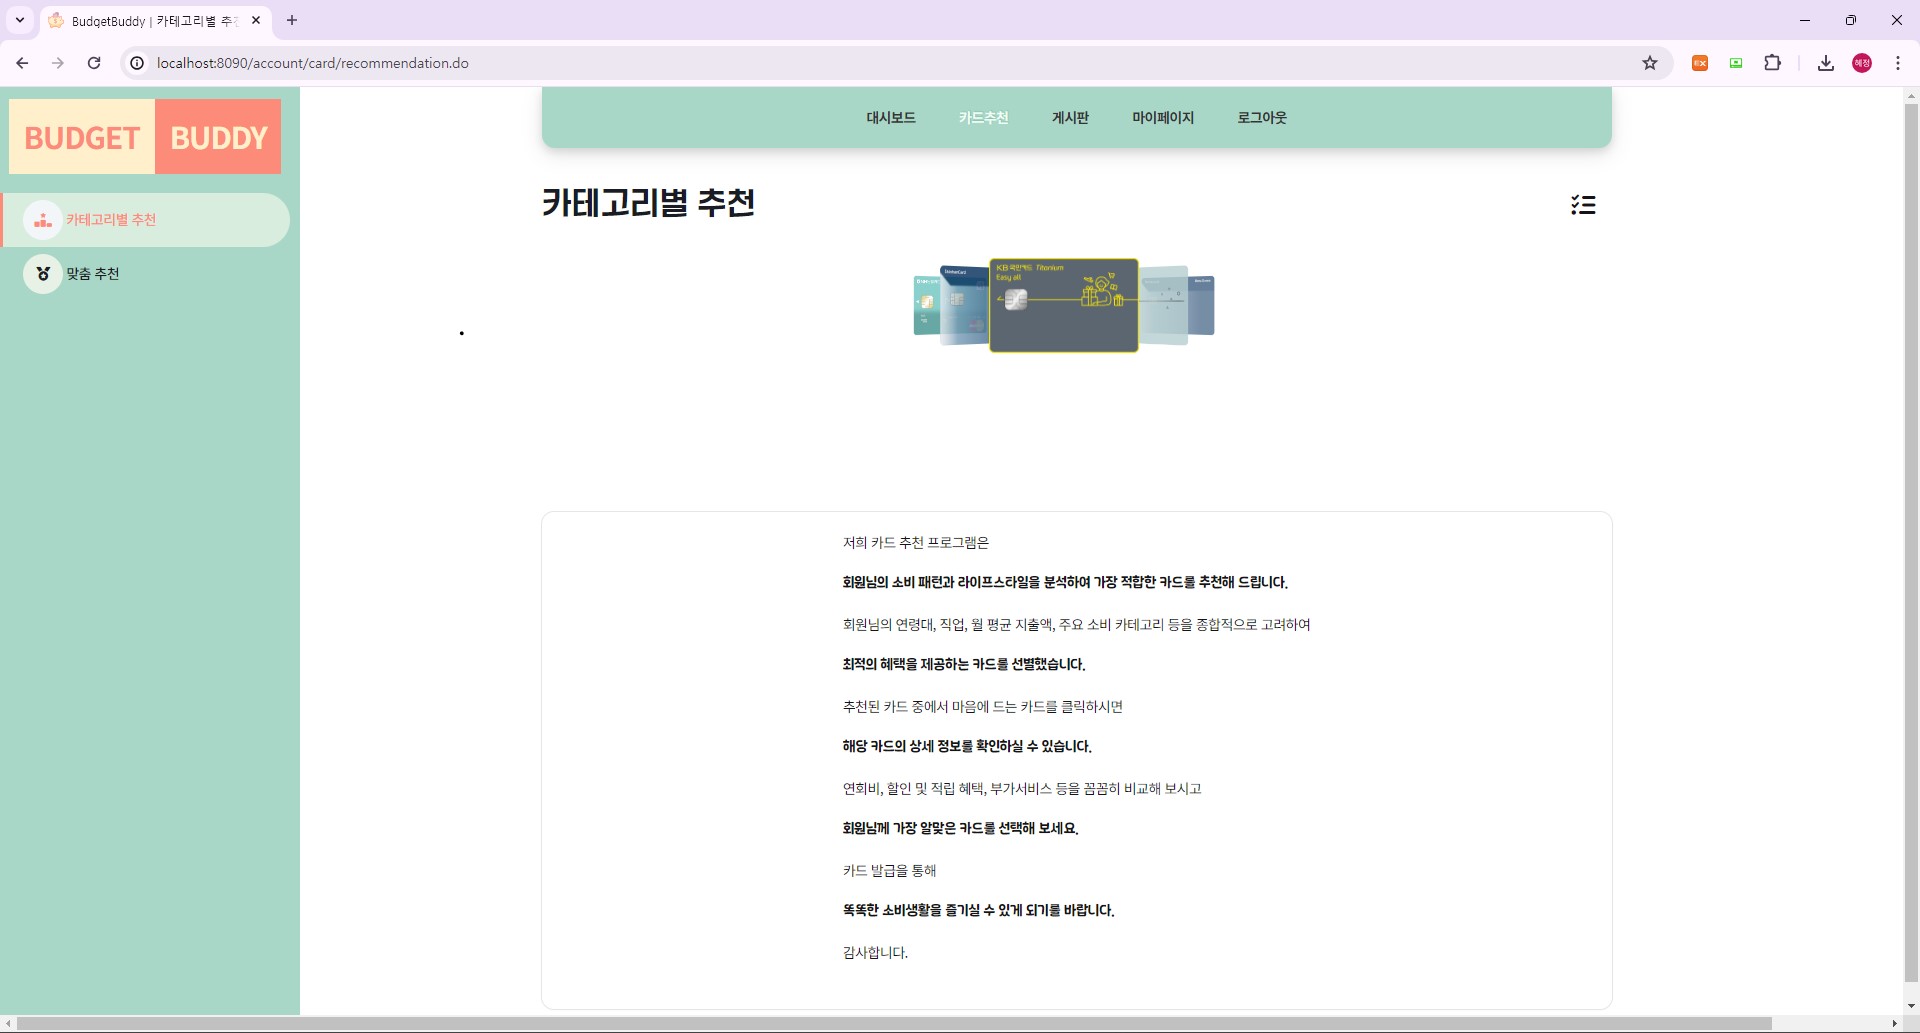 BudgetBuddy | 카테고리별 추천
localhost:8090/account/card/recommendation.do
혜정
BUDGET BUDDY
대시보드 카드추천 게시판 마이페이지 로그아웃
카테고리별 추천
맞춤 추천
카테고리별 추천
KB국민카드 Titanium
Easy all
저희 카드 추천 프로그램은
회원님의 소비 패턴과 라이프스타일을 분석하여 가장 적합한 카드를 추천해 드립니다.
회원님의 연령대, 직업, 월 평균 지출액, 주요 소비 카테고리 등을 종합적으로 고려하여
최적의 혜택을 제공하는 카드를 선별했습니다.
추천된 카드 중에서 마음에 드는 카드를 클릭하시면
해당 카드의 상세 정보를 확인하실 수 있습니다.
연회비, 할인 및 적립 혜택, 부가서비스 등을 꼼꼼히 비교해 보시고
회원님께 가장 알맞은 카드를 선택해 보세요.
카드 발급을 통해
똑똑한 소비생활을 즐기실 수 있게 되기를 바랍니다.
감사합니다.